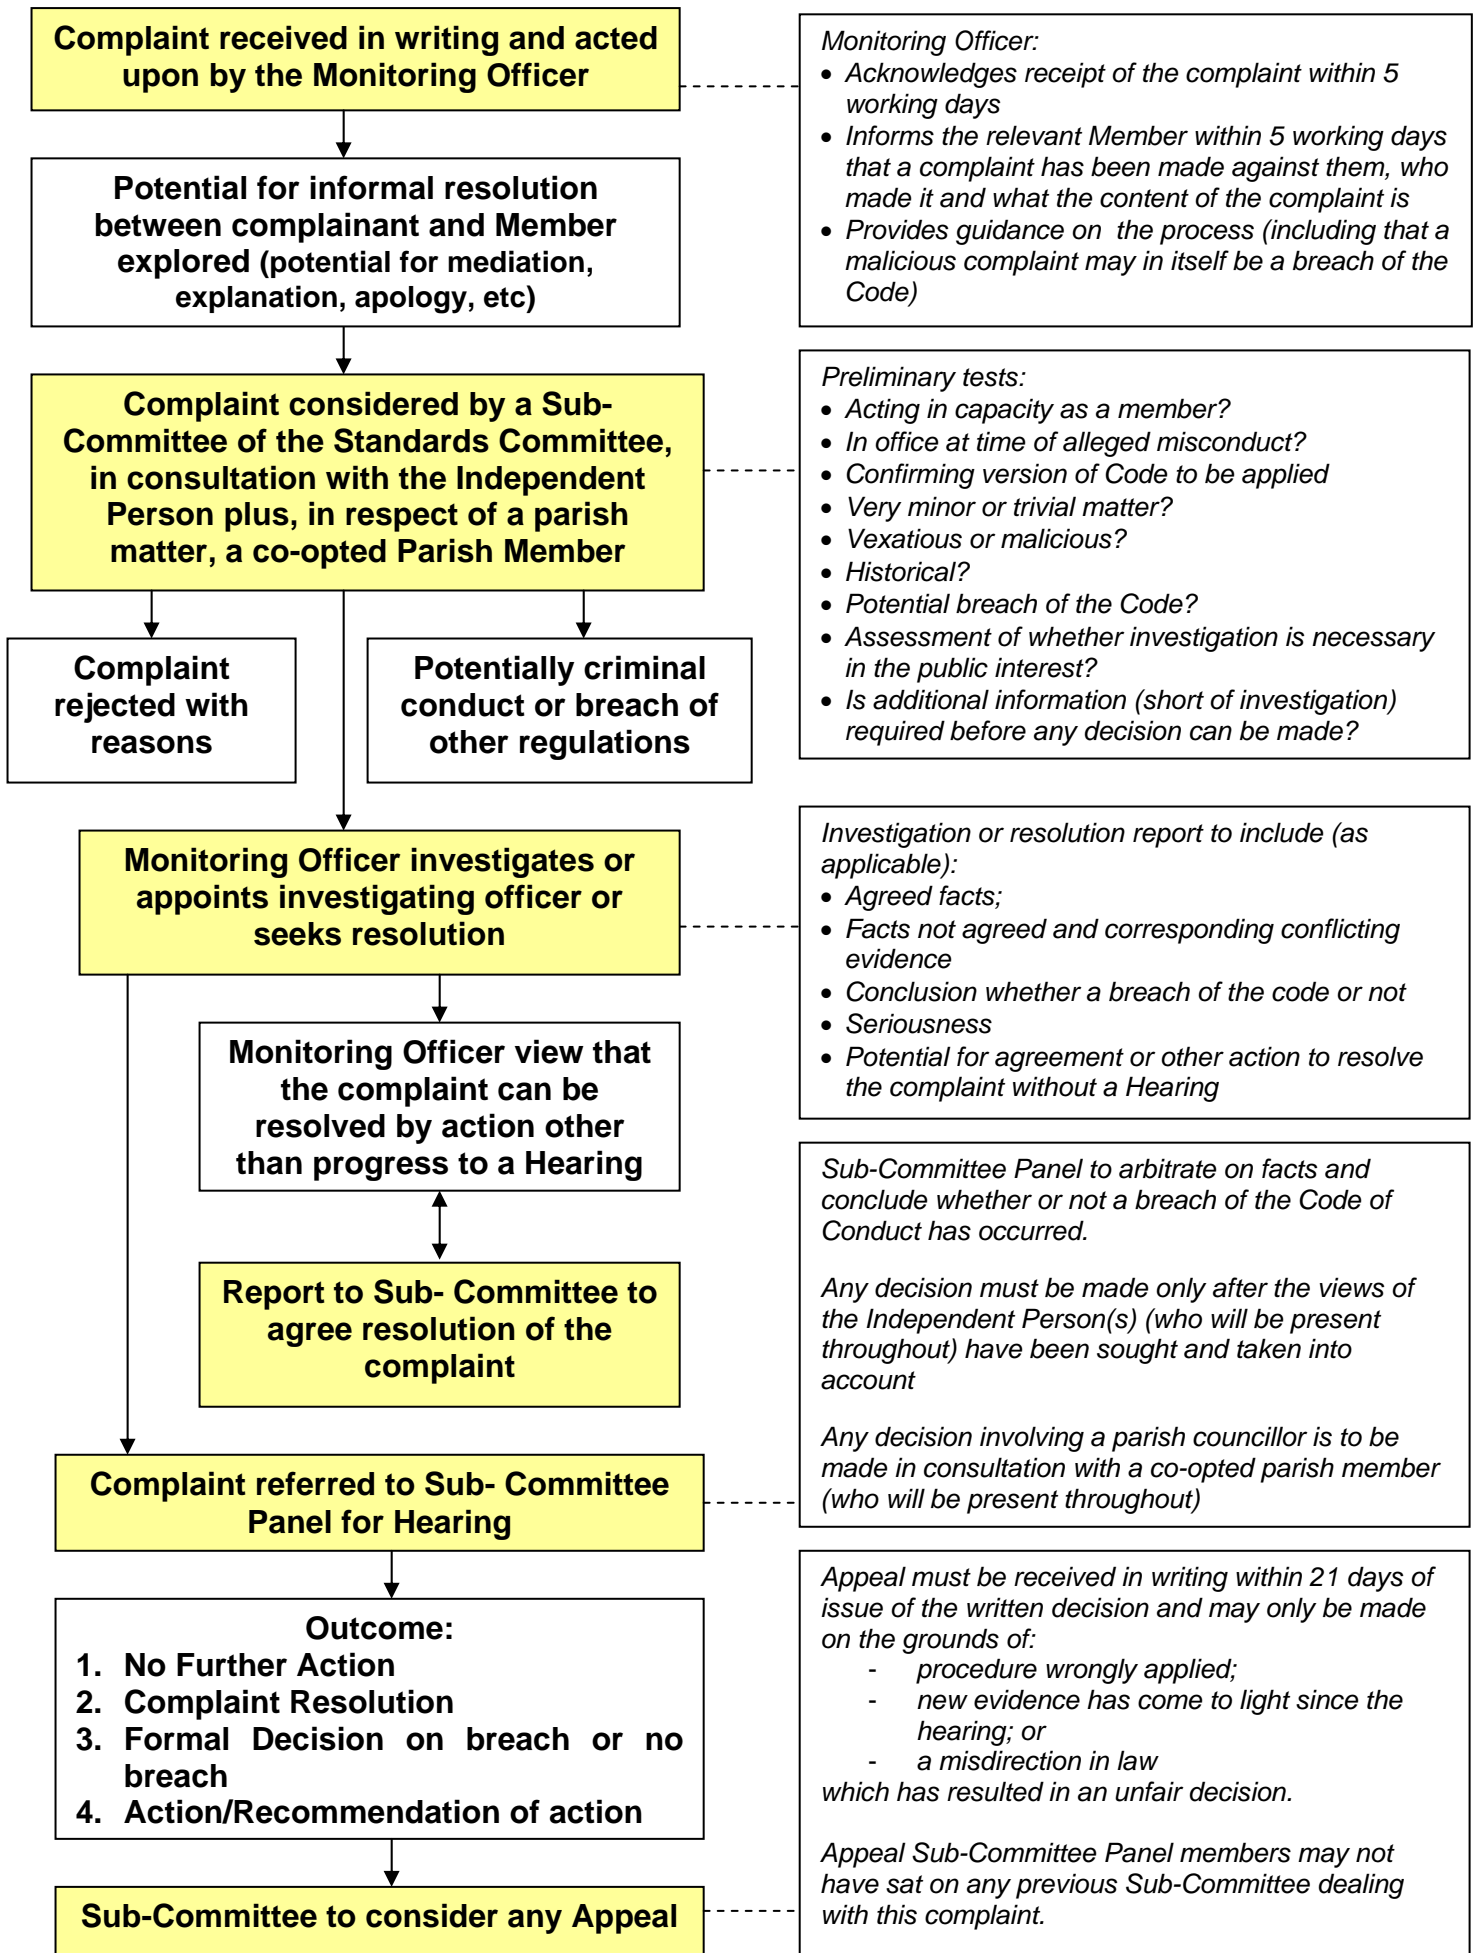 Complaint received in writing and acted
upon by the Monitoring Officer
Monitoring Officer:
• Acknowledges receipt of the complaint within 5
working days
• Informs the relevant Member within 5 working days
that a complaint has been made against them, who
made it and what the content of the complaint is
• Provides guidance on the process (including that a
malicious complaint may in itself be a breach of the
Code)
Potential for informal resolution
between complainant and Member
explored (potential for mediation,
explanation, apology, etc)
Complaint considered by a Sub-
Committee of the Standards Committee,
in consultation with the Independent
Person plus, in respect of a parish
matter, a co-opted Parish Member
Preliminary tests:
• Acting in capacity as a member?
• In office at time of alleged misconduct?
• Confirming version of Code to be applied
• Very minor or trivial matter?
• Vexatious or malicious?
• Historical?
• Potential breach of the Code?
• Assessment of whether investigation is necessary
in the public interest?
• Is additional information (short of investigation)
required before any decision can be made?
Complaint
rejected with
reasons
Potentially criminal
conduct or breach of
other regulations
Monitoring Officer investigates or
appoints investigating officer or
seeks resolution
Investigation or resolution report to include (as
applicable):
• Agreed facts;
• Facts not agreed and corresponding conflicting
evidence
• Conclusion whether a breach of the code or not
• Seriousness
• Potential for agreement or other action to resolve
the complaint without a Hearing
Monitoring Officer view that
the complaint can be
resolved by action other
than progress to a Hearing
Report to Sub- Committee to
agree resolution of the
complaint
Sub-Committee Panel to arbitrate on facts and
conclude whether or not a breach of the Code of
Conduct has occurred.
Any decision must be made only after the views of
the Independent Person(s) (who will be present
throughout) have been sought and taken into
account
Any decision involving a parish councillor is to be
made in consultation with a co-opted parish member
(who will be present throughout)
Complaint referred to Sub- Committee
Panel for Hearing
Outcome:
1. No Further Action
2. Complaint Resolution
3. Formal Decision on breach or no
breach
4. Action/Recommendation of action
Appeal must be received in writing within 21 days of
issue of the written decision and may only be made
on the grounds of:
- procedure wrongly applied;
- new evidence has come to light since the
hearing; or
- a misdirection in law
which has resulted in an unfair decision.
Appeal Sub-Committee Panel members may not
have sat on any previous Sub-Committee dealing
with this complaint.
Sub-Committee to consider any Appeal